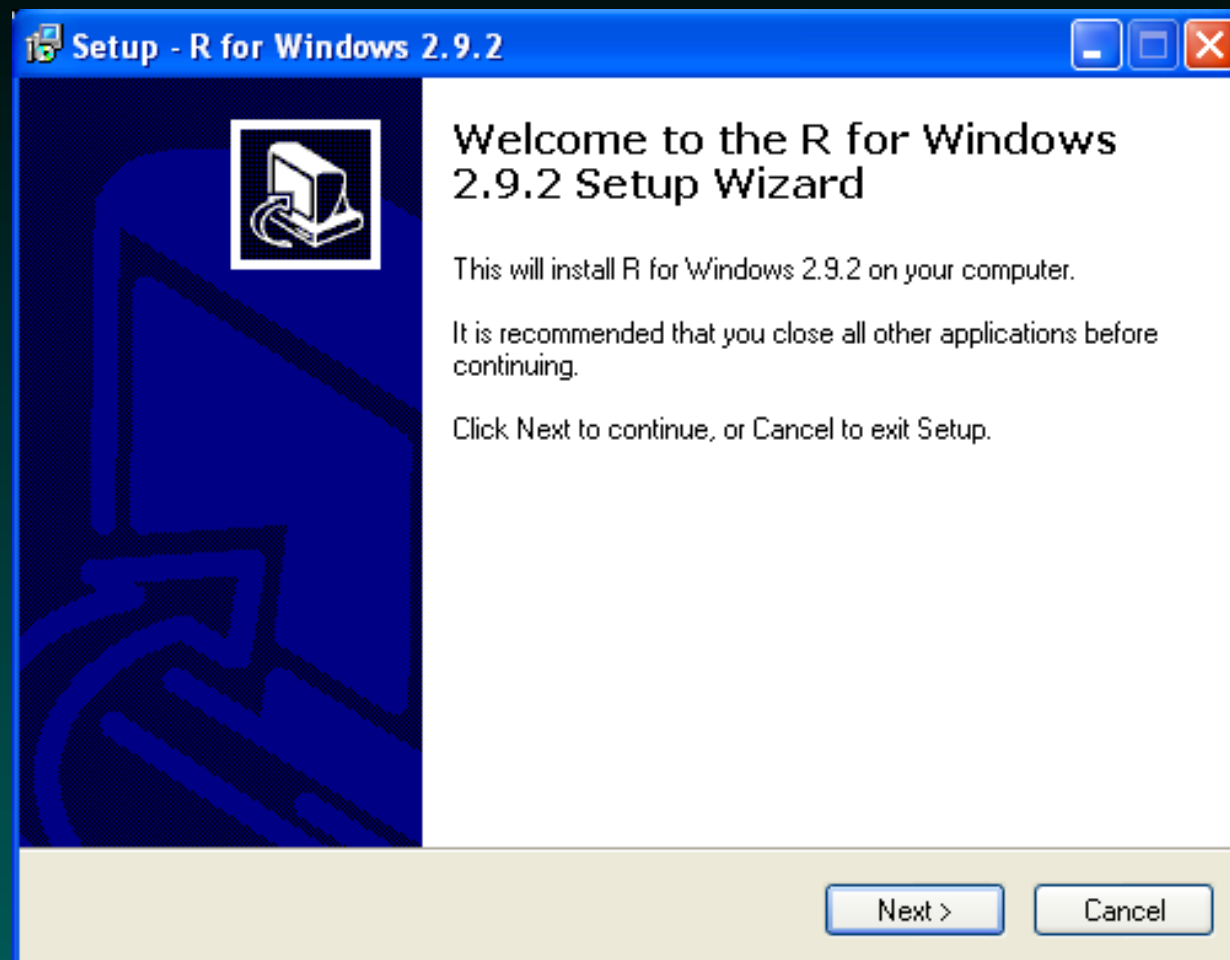 Setup - R for Windows 2.9.2
Welcome to the R for Windows
2.9.2 Setup Wizard
This will install R for Windows 2.9.2 on your computer.
It is recommended that you close all other applications before
continuing.
Click Next to continue, or Cancel to exit Setup.
Next >
Cancel